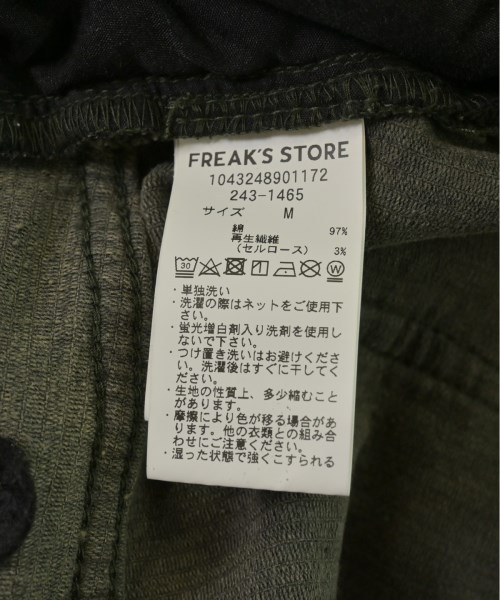 FREAK'S STORE
1043248901172
243-1465
サイズ M
綿 97%
再生繊維
(セルロース) 3%
30 W
・単独洗い
・洗濯の際はネットをご使用下
さい。
・蛍光増白剤入り洗剤を使用し
ないで下さい。
・つけ置き洗いはお避けくださ
い。洗濯後はすぐに干してくだ
ください。
・生地の性質上、多少縮むこと
があります。
・摩擦により色が移る場合があ
ります。他の衣類との組み合
わせにご注意ください。
・湿った状態で強くこすられる